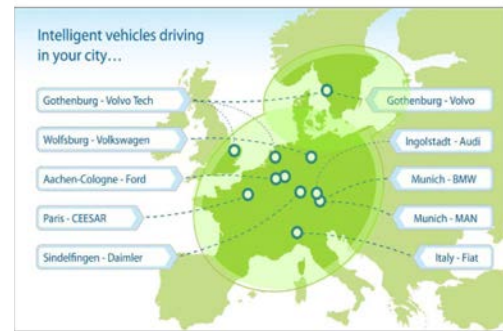 Intelligent vehicles driving
in your city...
Gothenburg - Volvo Tech
Gothenburg - Volvo
Wolfsburg - Volkswagen
Ingolstadt - Audi
Aachen-Cologne - Ford
Munich - BMW
Paris - CEESAR
Munich - MAN
Sindelfingen - Daimler
Italy - Fiat